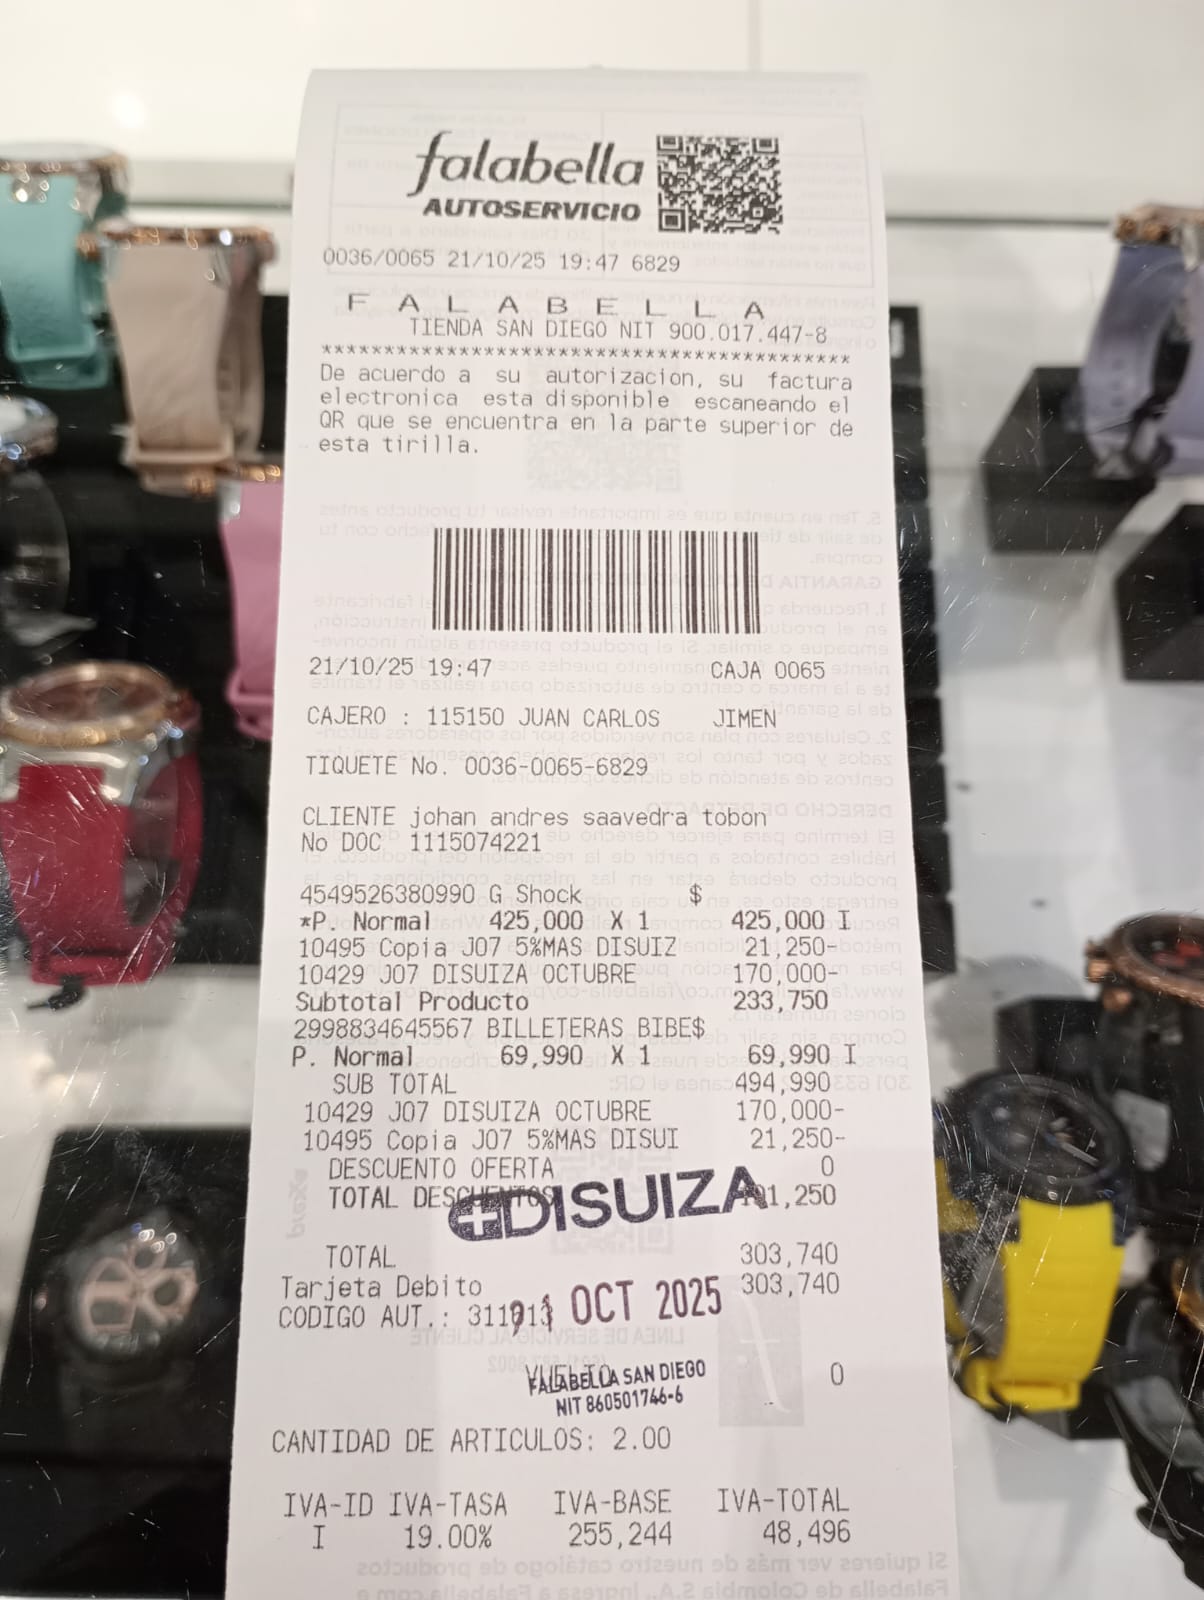 falabella
AUTOSERVICIO
0036/0065 21/10/25 19:47 6829
F A L A B E L L A
TIENDA SAN DIEGO NIT 900.017.447-8
******************************************
De acuerdo a su autorizacion, su factura
electronica esta disponible escaneando el
QR que se encuentra en la parte superior de
esta tirilla.
21/10/25 19:47 CAJA 0065
CAJERO : 115150 JUAN CARLOS JIMEN
TIQUETE No. 0036-0065-6829
CLIENTE johan andres saavedra tobon
No DOC 1115074221
4549526380990 G Shock $
*P. Normal 425,000 X 1 425,000 I
10495 Copia J07 5%MAS DISUIZ 21,250-
10429 J07 DISUIZA OCTUBRE 170,000-
Subtotal Producto 233,750
2998834645567 BILLETERAS BIBE$
P. Normal 69,990 X 1 69,990 I
SUB TOTAL 494,990
10429 J07 DISUIZA OCTUBRE 170,000-
10495 Copia J07 5%MAS DISUI 21,250-
DESCUENTO OFERTA 0
TOTAL DESCUENTOS 191,250
DISUIZA
TOTAL 303,740
Tarjeta Debito 303,740
CODIGO AUT.:
OCT 2025
VUELTO 0
FALABELLA SAN DIEGO
NIT 860501746-6
CANTIDAD DE ARTICULOS: 2.00
IVA-ID IVA-TASA IVA-BASE IVA-TOTAL
I 19.00% 255,244 48,496